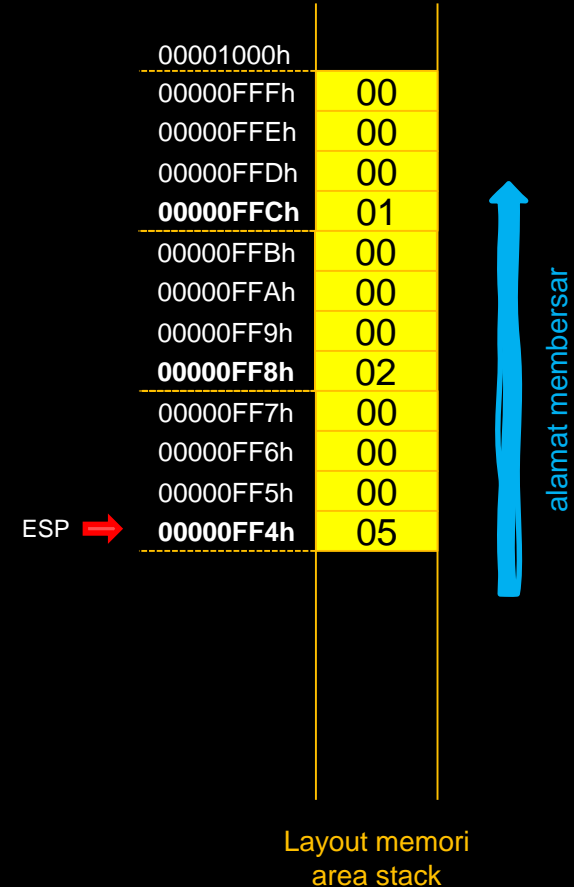 00001000h
00000FFFh 00
00000FFEh 00
00000FFDh 00
00000FFCh 01
00000FFBh 00
00000FFAh 00
00000FF9h 00
00000FF8h 02
00000FF7h 00
00000FF6h 00
00000FF5h 00
ESP 00000FF4h 05
alamat membersar
Layout memori
area stack